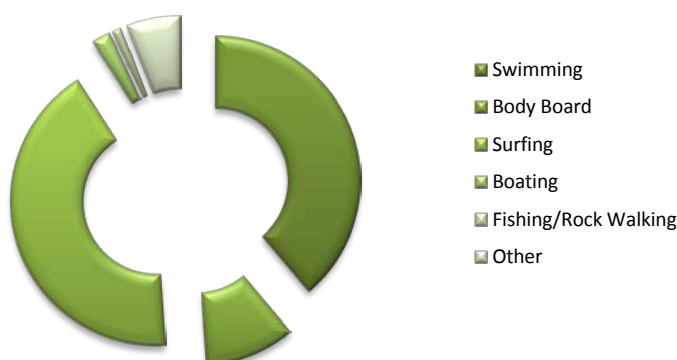 Swimming
Body Board
Surfing
Boating
Fishing/Rock Walking
Other